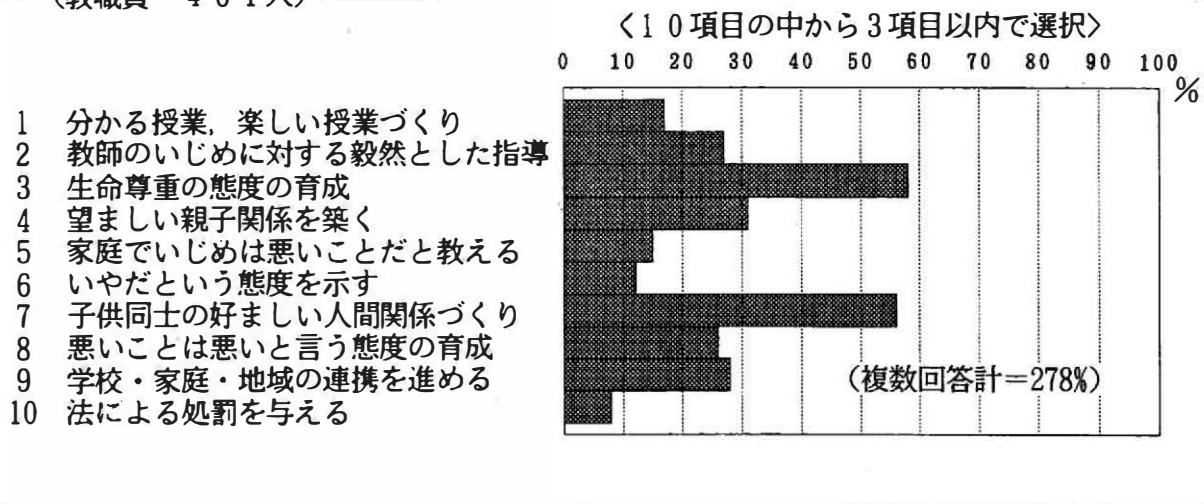 〈10項目の中から3項目以内で選択〉
0 10 20 30 40 50 60 70 80 90 100
%
1 分かる授業，楽しい授業づくり
2 教師のいじめに対する毅然とした指導
3 生命尊重の態度の育成
4 望ましい親子関係を築く
5 家庭でいじめは悪いことだと教える
6 いやだという態度を示す
7 子供同士の好ましい人間関係づくり
8 悪いことは悪いと言う態度の育成
9 学校・家庭・地域の連携を進める
10 法による処罰を与える
（複数回答計＝278%）